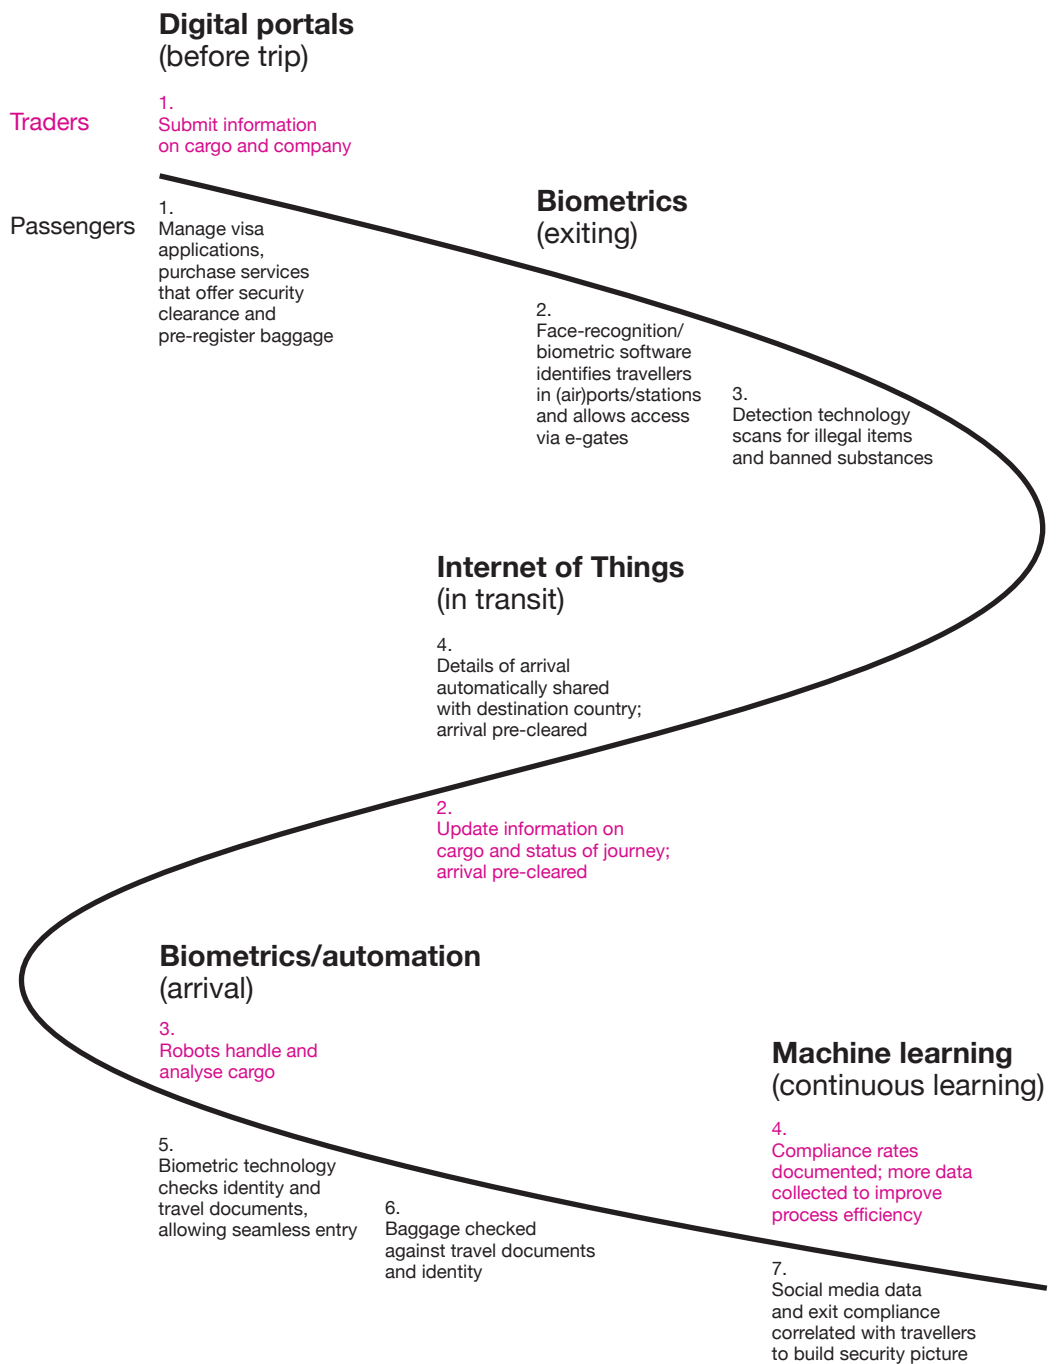 Digital portals
(before trip)
Traders
1.
Submit information
on cargo and company
Passengers
1.
Manage visa
applications,
purchase services
that offer security
clearance and
pre-register baggage
Biometrics
(exiting)
2.
Face-recognition/
biometric software
identifies travellers
in (air)ports/stations
and allows access
via e-gates
3.
Detection technology
scans for illegal items
and banned substances
Internet of Things
(in transit)
4.
Details of arrival
automatically shared
with destination country;
arrival pre-cleared
2.
Update information on
cargo and status of journey;
arrival pre-cleared
Biometrics/automation
(arrival)
3.
Robots handle and
analyse cargo
5.
Biometric technology
checks identity and
travel documents,
allowing seamless entry
6.
Baggage checked
against travel documents
and identity
Machine learning
(continuous learning)
4.
Compliance rates
documented; more data
collected to improve
process efficiency
7.
Social media data
and exit compliance
correlated with travellers
to build security picture